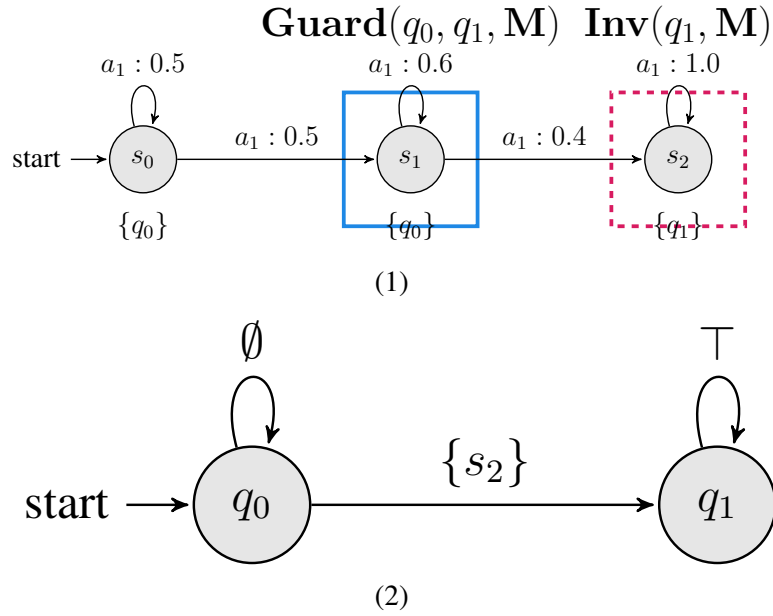 Guard(q₀, q₁, M) Inv(q₁, M)
a₁ : 0.5 a₁ : 0.6 a₁ : 1.0
start s₀ a₁ : 0.5 s₁ a₁ : 0.4 s₂
{q₀} {q₀} {q₁}
(1)
∅ ⊤
{s₂}
start q₀ q₁
(2)